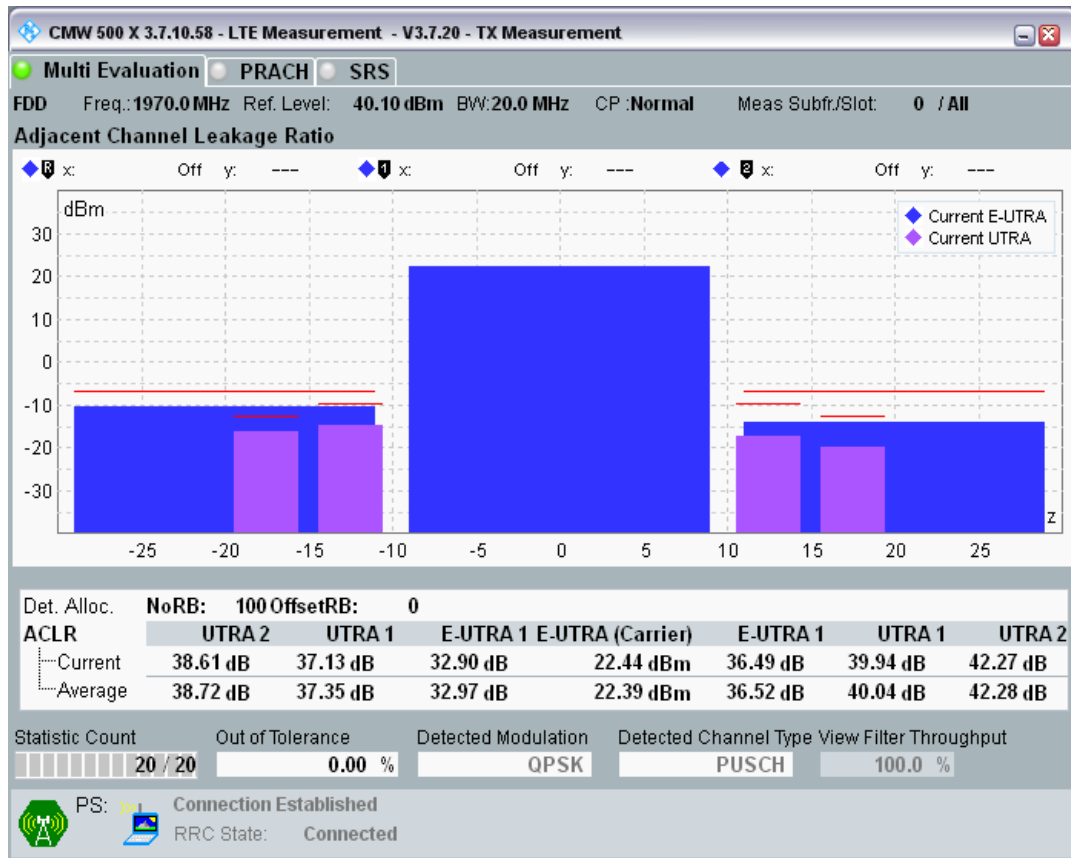 CMW 500 X 3.7.10.58 - LTE Measurement - V3.7.20 - TX Measurement
Multi Evaluation PRACH SRS
FDD Freq.:1970.0 MHz Ref. Level: 40.10 dBm BW:20.0 MHz CP :Normal Meas Subfr./Slot: 0 / All
Adjacent Channel Leakage Ratio
R x: Off y: --- 1 x: Off y: --- 2 x: Off y: ---
dBm
Current E-UTRA
Current UTRA
30
20
10
0
-10
-20
-30
z
-25 -20 -15 -10 -5 0 5 10 15 20 25
Det. Alloc. NoRB: 100 OffsetRB: 0
ACLR UTRA 2 UTRA 1 E-UTRA 1 E-UTRA (Carrier) E-UTRA 1 UTRA 1 UTRA 2
Current 38.61 dB 37.13 dB 32.90 dB 22.44 dBm 36.49 dB 39.94 dB 42.27 dB
Average 38.72 dB 37.35 dB 32.97 dB 22.39 dBm 36.52 dB 40.04 dB 42.28 dB
Statistic Count Out of Tolerance Detected Modulation Detected Channel Type View Filter Throughput
20 / 20 0.00 % QPSK PUSCH 100.0 %
PS: Connection Established
RRC State: Connected